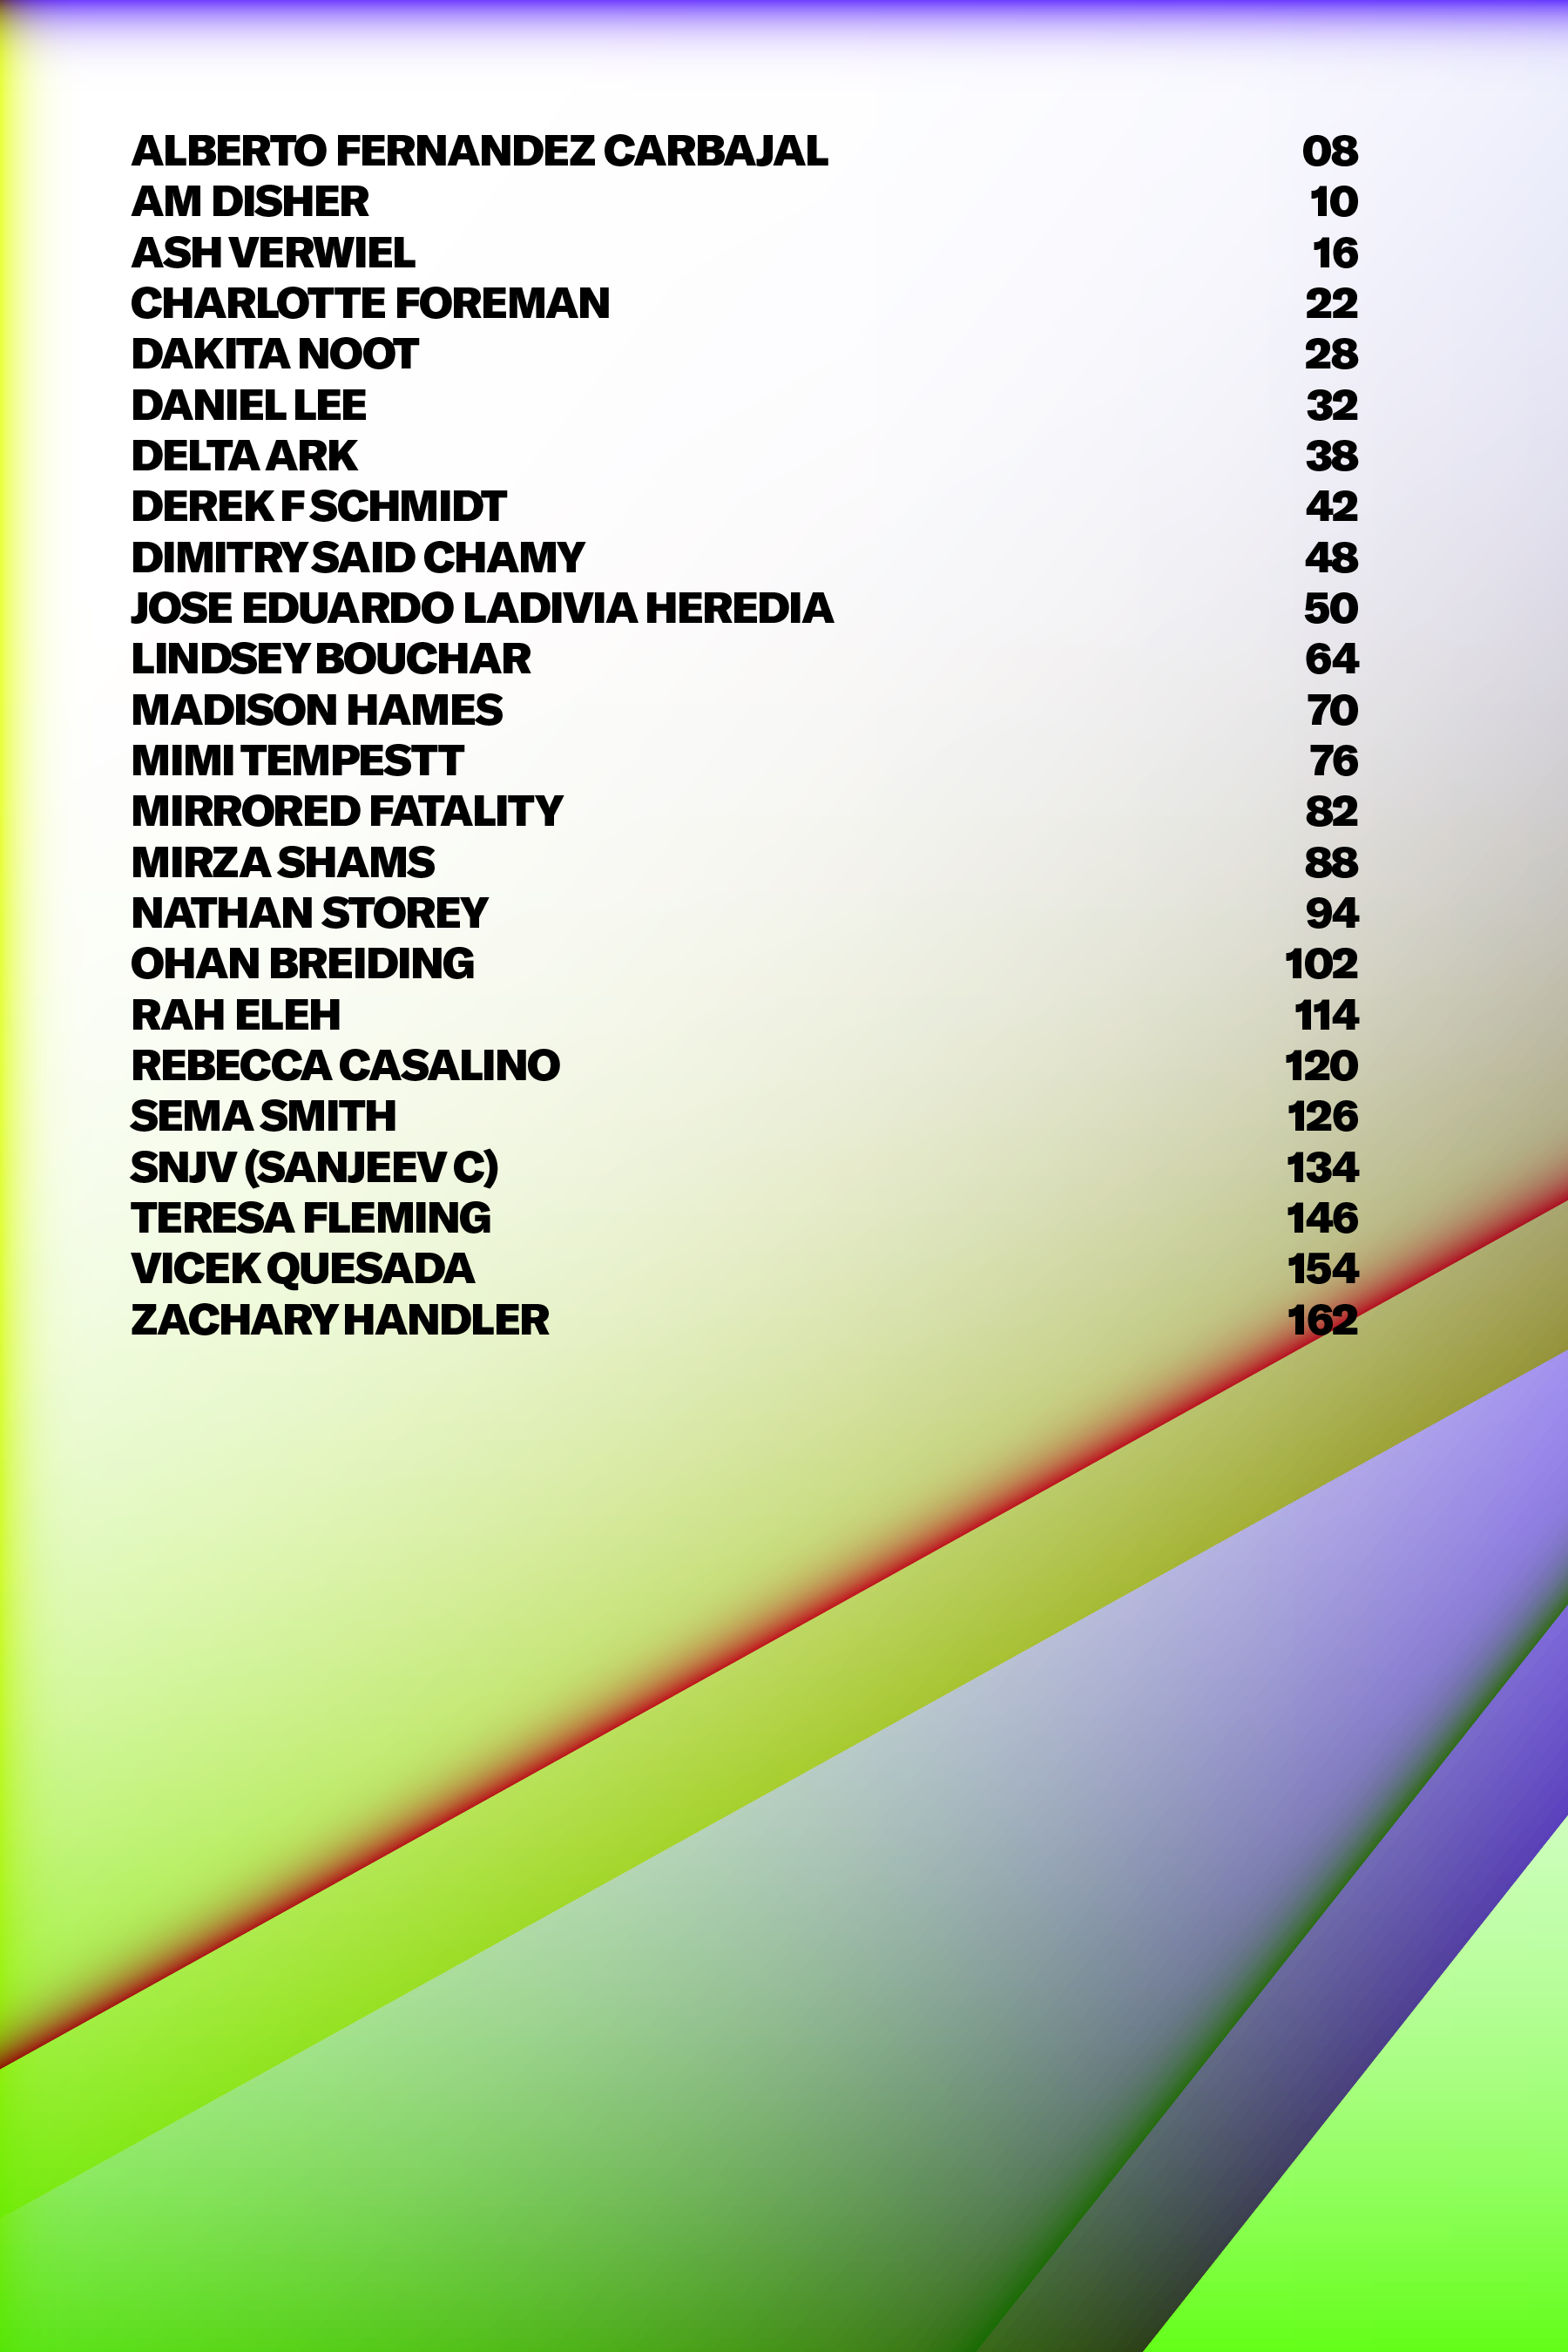 ALBERTO FERNANDEZ CARBAJAL 08
AM DISHER 10
ASH VERWIEL 16
CHARLOTTE FOREMAN 22
DAKITA NOOT 28
DANIEL LEE 32
DELTA ARK 38
DEREK F SCHMIDT 42
DIMITRY SAID CHAMY 48
JOSE EDUARDO LADIVIA HEREDIA 50
LINDSEY BOUCHAR 64
MADISON HAMES 70
MIMI TEMPESTT 76
MIRRORED FATALITY 82
MIRZA SHAMS 88
NATHAN STOREY 94
OHAN BREIDING 102
RAH ELEH 114
REBECCA CASALINO 120
SEMA SMITH 126
SNJV (SANJEEV C) 134
TERESA FLEMING 146
VICEK QUESADA 154
ZACHARY HANDLER 162